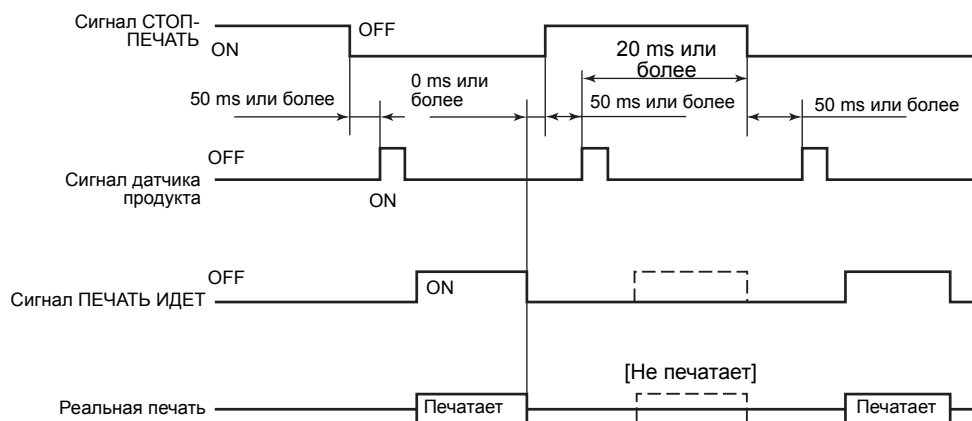 Сигнал СТОП-
ПЕЧАТЬ
OFF
ON
20 ms или
более
0 ms или
более
50 ms или более
50 ms или более
50 ms или более
OFF
Сигнал датчика
продукта
ON
OFF
ON
Сигнал ПЕЧАТЬ ИДЕТ
[Не печатает]
Реальная печать
Печатает
Печатает